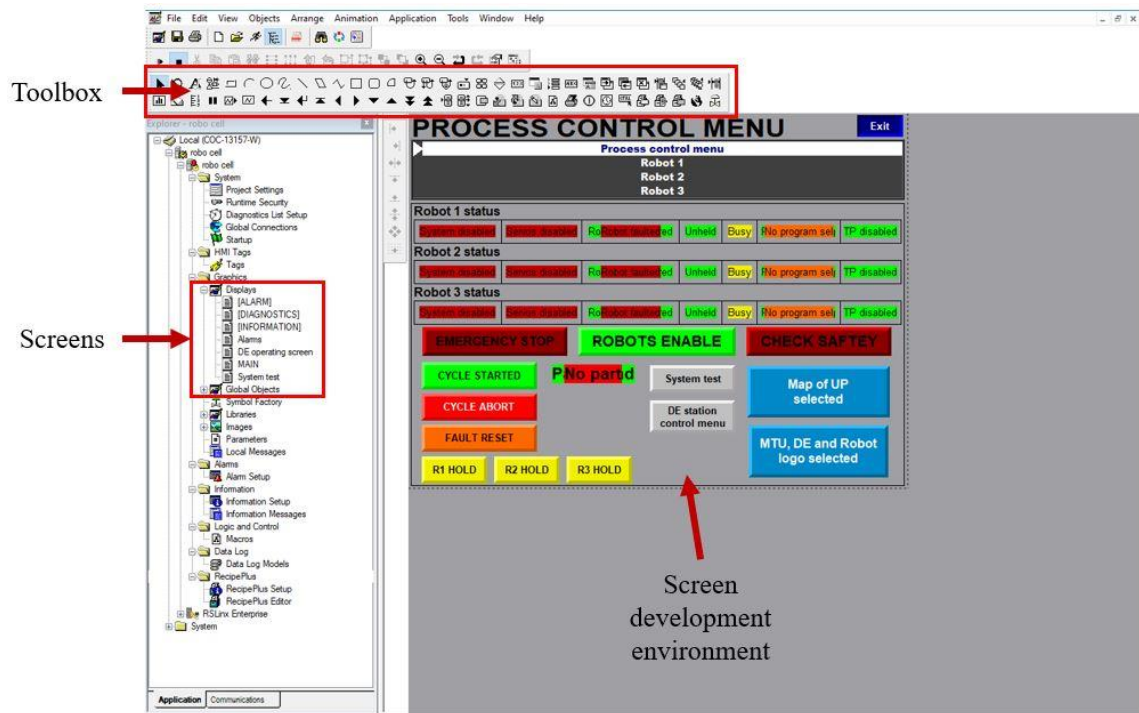 File Edit View Objects Arrange Animation Application Tools Window Help
Toolbox
Explorer - robo cell
Local (COC-13157-W)
robo cell
robo cell
System
Project Settings
Runtime Security
Diagnostics List Setup
Global Connections
Startup
HMI Tags
Tags
Graphics
Displays
[ALARM]
[DIAGNOSTICS]
[INFORMATION]
Alarms
DE operating screen
MAIN
System test
Global Objects
Symbol Factory
Libraries
Images
Parameters
Local Messages
Alarms
Alarm Setup
Information
Information Setup
Information Messages
Logic and Control
Macros
Data Log
Data Log Models
RecipePlus
RecipePlus Setup
RecipePlus Editor
RSLinx Enterprise
System
Application Communications
Screens
PROCESS CONTROL MENU
Exit
Process control menu
Robot 1
Robot 2
Robot 3
Robot 1 status
System disabled Servos disabled Robot faulted Unheld Busy No program sel TP disabled
Robot 2 status
System disabled Servos disabled Robot faulted Unheld Busy No program sel TP disabled
Robot 3 status
System disabled Servos disabled Robot faulted Unheld Busy No program sel TP disabled
EMERGENCY STOP ROBOTS ENABLE CHECK SAFTEY
CYCLE STARTED
No part
System test
Map of UP
selected
CYCLE ABORT
DE station
control menu
FAULT RESET
MTU, DE and Robot
logo selected
R1 HOLD R2 HOLD R3 HOLD
Screen
development
environment